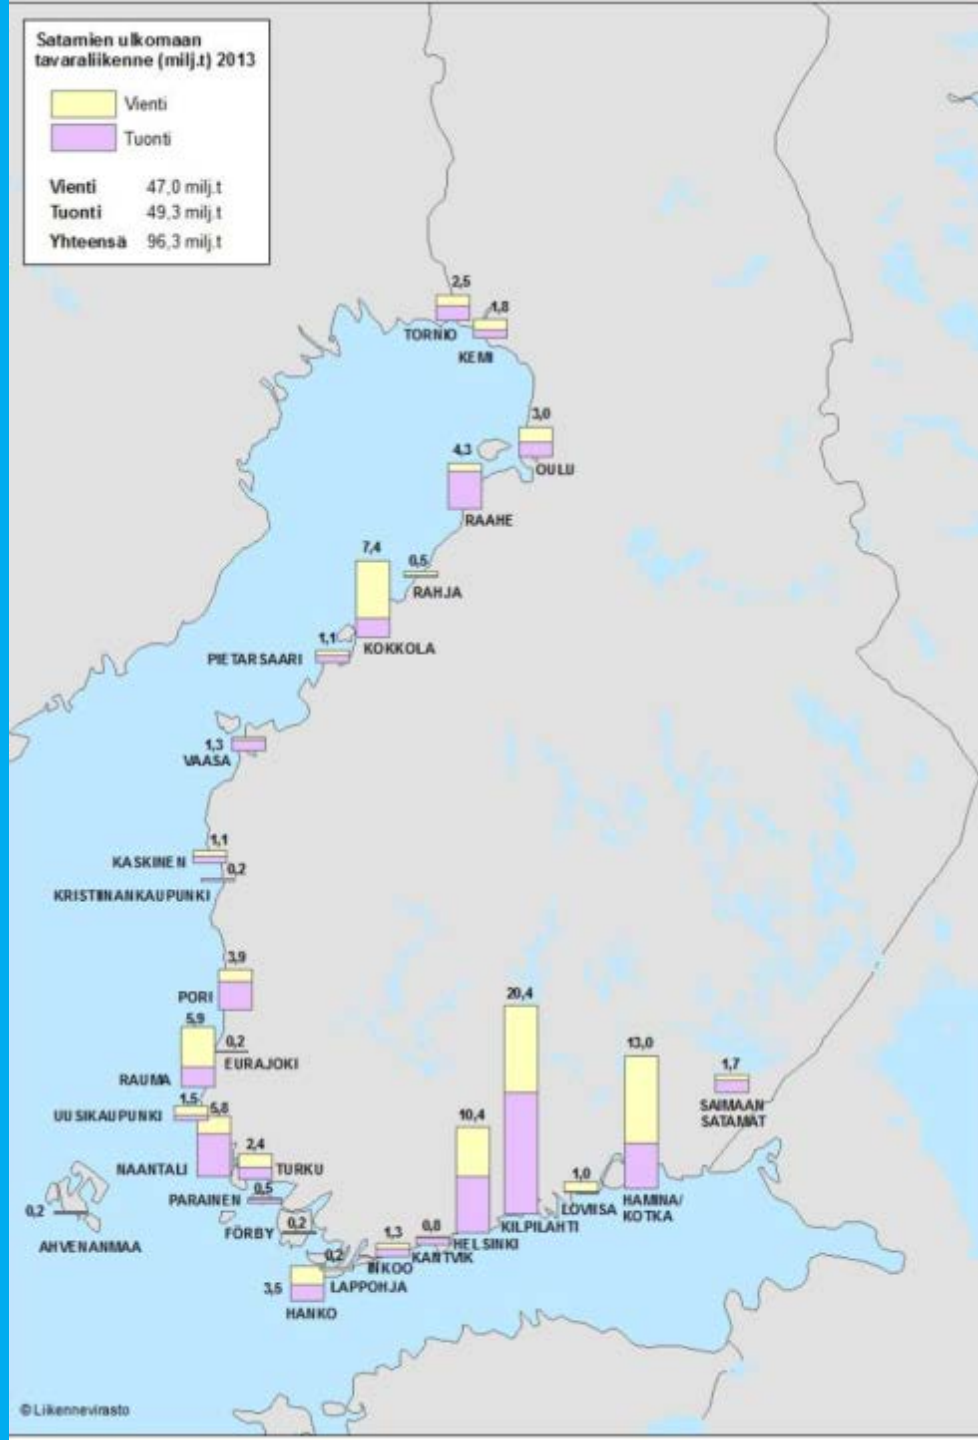 Satamien ulkomaan
tavaraliikenne (milj.t) 2013
Vienti
Tuonti
Vienti 47,0 milj.t
Tuonti 49,3 milj.t
Yhteensä 96,3 milj.t
2,5
TORNIO
1,8
KEMI
3,0
OULU
4,3
RAAHE
7,4
KOKKOLA
0,5
RAHJA
1,1
PIETARSAARI
1,3
VAASA
1,1
KASKINEN
0,2
KRISTIINANKAUPUNKI
3,9
PORI
5,9
RAUMA
0,2
EURAJOKI
1,5
UUSIKAUPUNKI
5,8
NAANTALI
2,4
TURKU
0,5
PARAINEN
0,2
AHVENANMAA
0,2
FÖRBY
0,2
LAPPOHJA
3,5
HANKO
1,3
INKOO
0,8
KANTVIK
10,4
HELSINKI
20,4
KILPILAHTI
1,0
LOVIISA
13,0
HAMINA/
KOTKA
1,7
SAIMAAN
SATAMAT
© Liikennevirasto